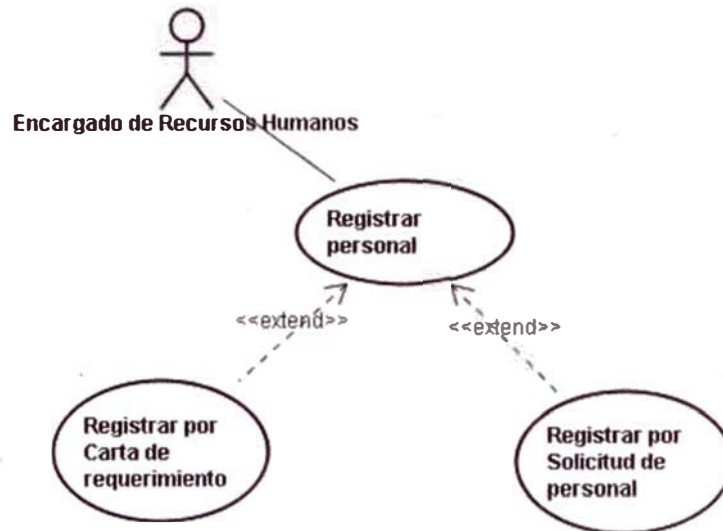 Encargado de Recursos Humanos
Registrar
personal
<<extend>>
<<extend>>
Registrar por
Carta de
requerimiento
Registrar por
Solicitud de
personal